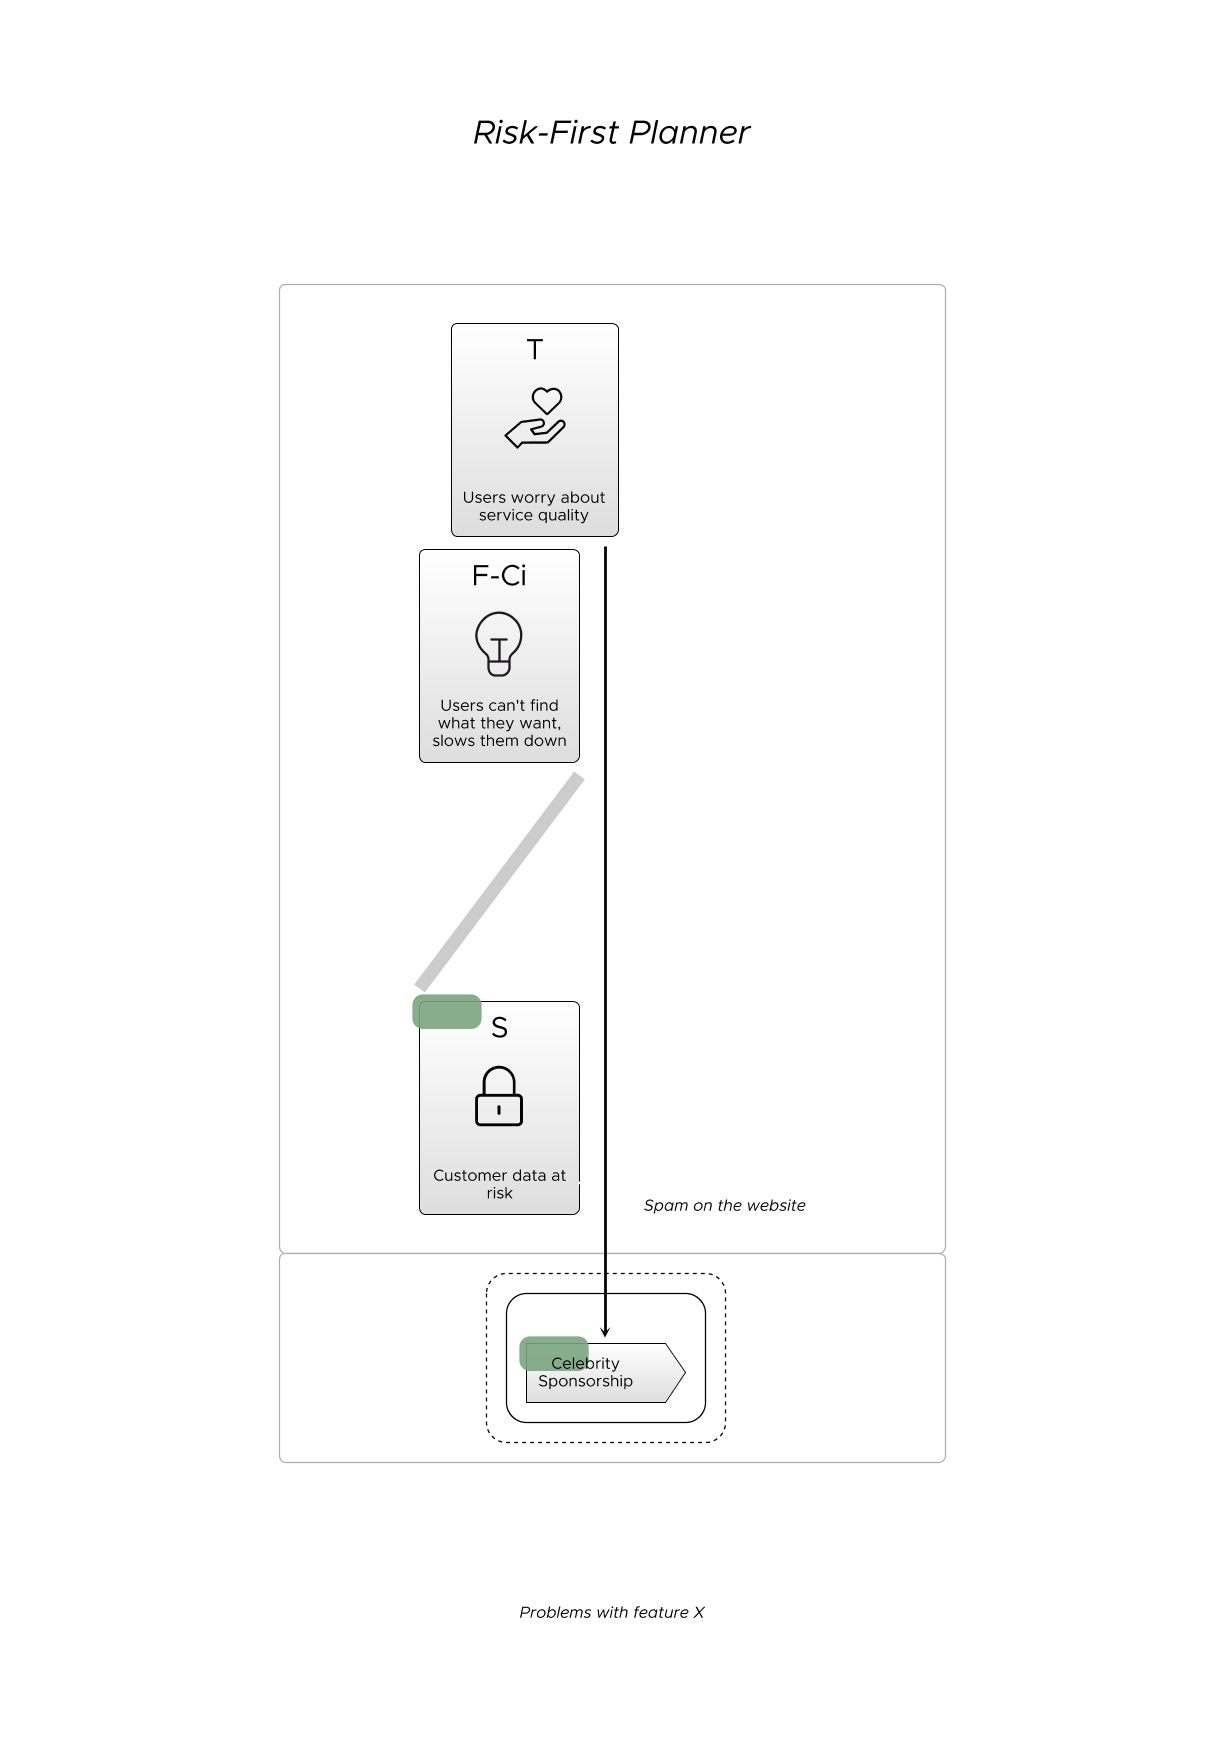 Risk-First Planner
T
Users worry about
service quality
F-Ci
Users can't find
what they want,
slows them down
S
Customer data at
risk
Spam on the website
Celebrity
Sponsorship
Problems with feature X